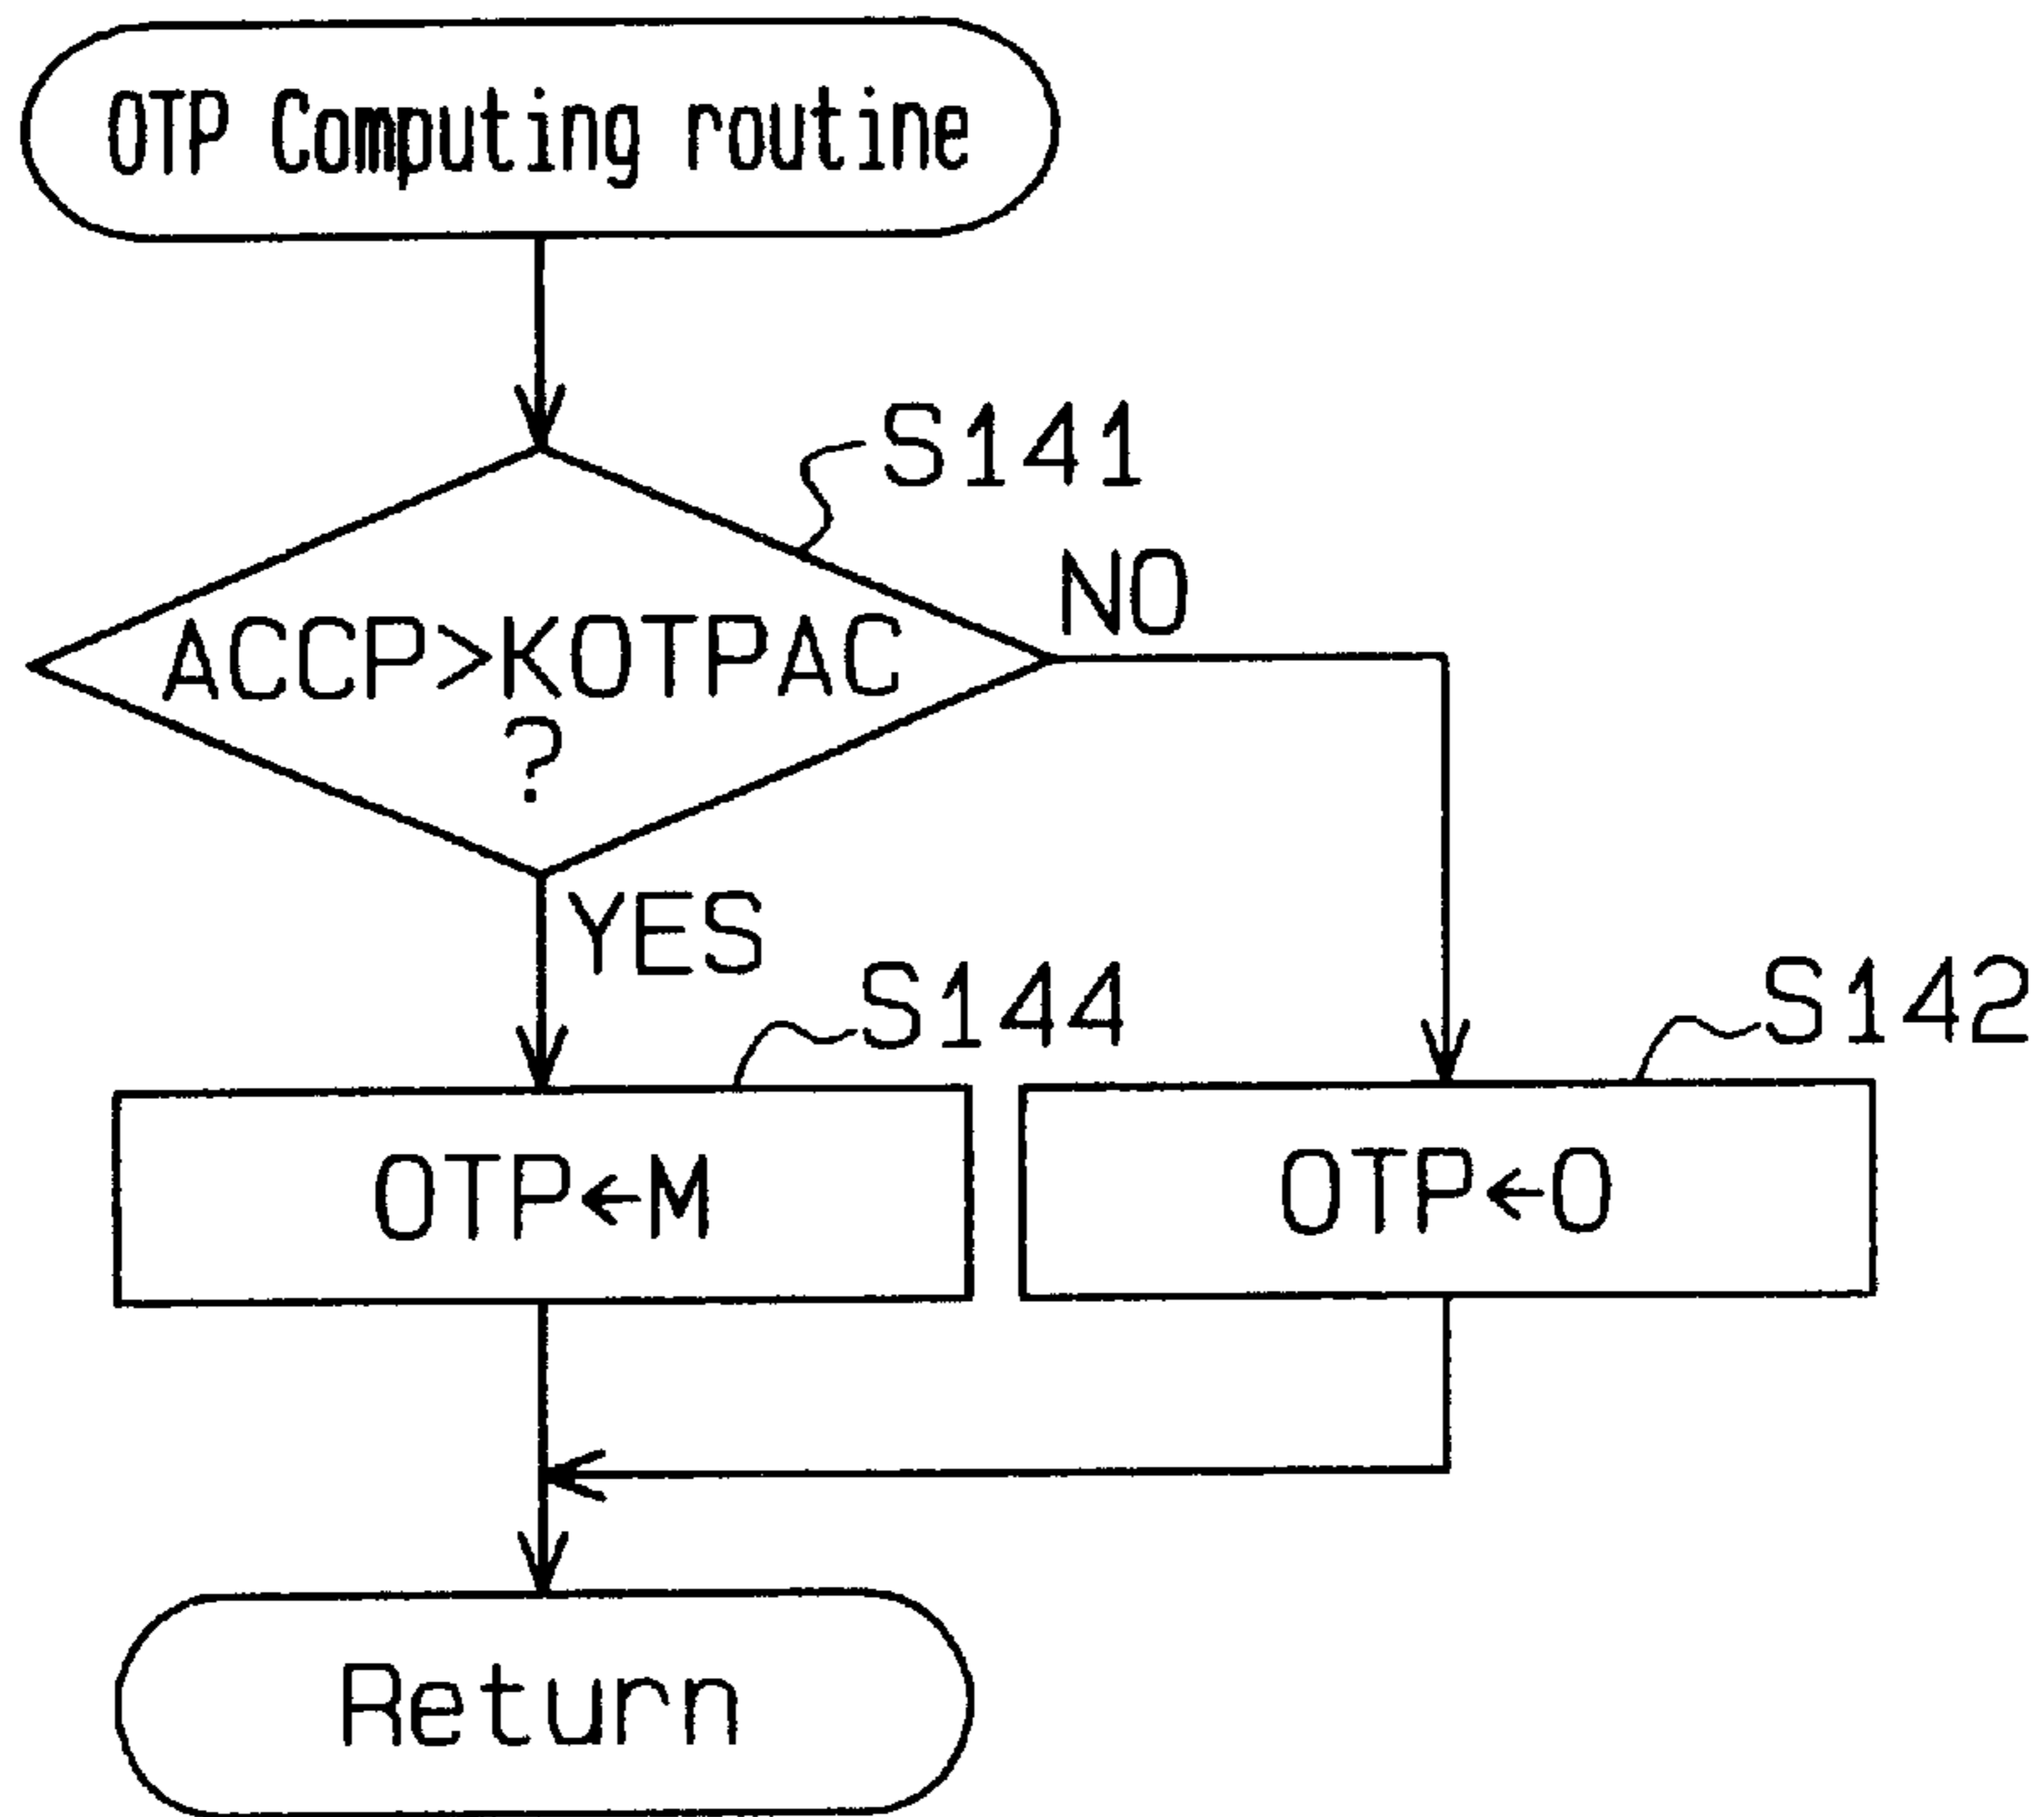 OTP Computing routine
S141
ACCP>KOTPAC
?
NO
YES
S144
S142
OTP←M
OTP←0
Return